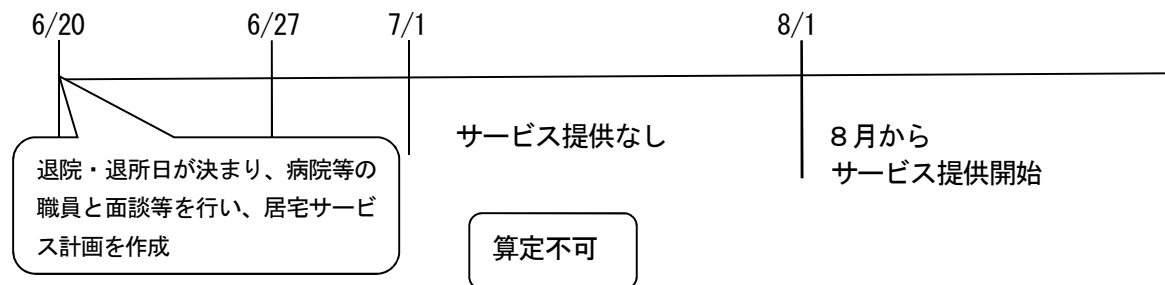 6/20
6/27
7/1
8/1
退院・退所日が決まり、病院等の
職員と面談等を行い、居宅サービ
ス計画を作成
サービス提供なし
８月から
サービス提供開始
算定不可